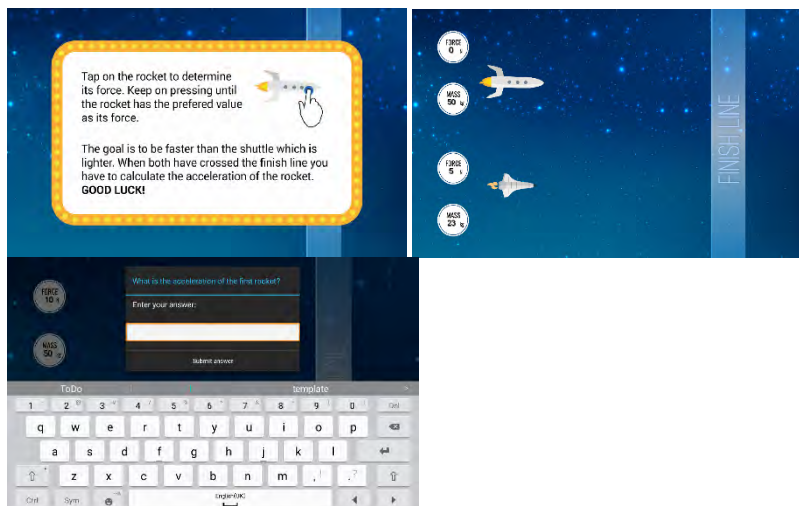 Tap on the rocket to determine
its force. Keep on pressing until
the rocket has the prefered value
as its force.
The goal is to be faster than the shuttle which is
lighter. When both have crossed the finish line you
have to calculate the acceleration of the rocket.
GOOD LUCK!
FORCE
0
MASS
50 kg
FORCE
5
MASS
23 kg
FINISH LINE
FORCE
10
MASS
50
What is the acceleration of the first rocket?
Enter your answer:
Submit answer
ToDo
template
1 2 3 4 5 6 7 8 9 0 Del
q w e r t y u i o p
a s d f g h j k l
z x c v b n m , ! . ?
Ctrl Sym English(UK)